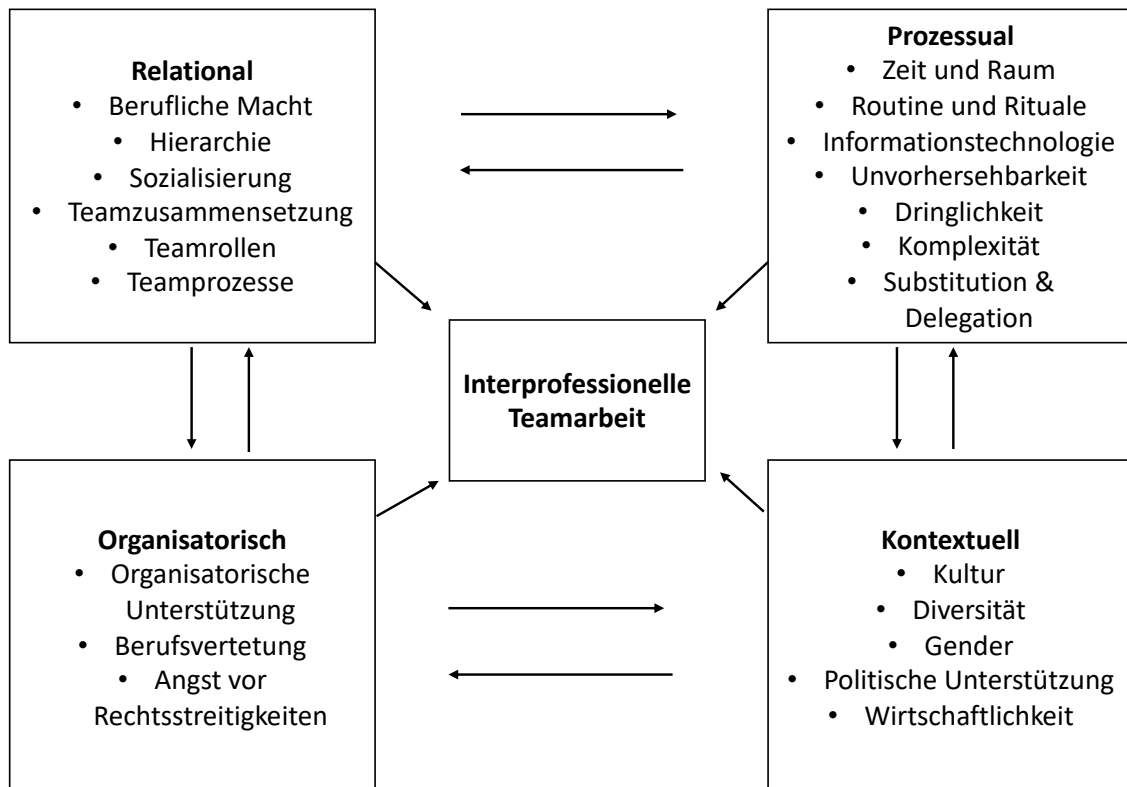 Relational
• Berufliche Macht
• Hierarchie
• Sozialisierung
• Teamzusammensetzung
• Teamrollen
• Teamprozesse
Prozessual
• Zeit und Raum
• Routine und Rituale
• Informationstechnologie
• Unvorhersehbarkeit
• Dringlichkeit
• Komplexität
• Substitution &
Delegation
Interprofessionelle
Teamarbeit
Organisatorisch
• Organisatorische
Unterstützung
• Berufsvertetung
• Angst vor
Rechtsstreitigkeiten
Kontextuell
• Kultur
• Diversität
• Gender
• Politische Unterstützung
• Wirtschaftlichkeit